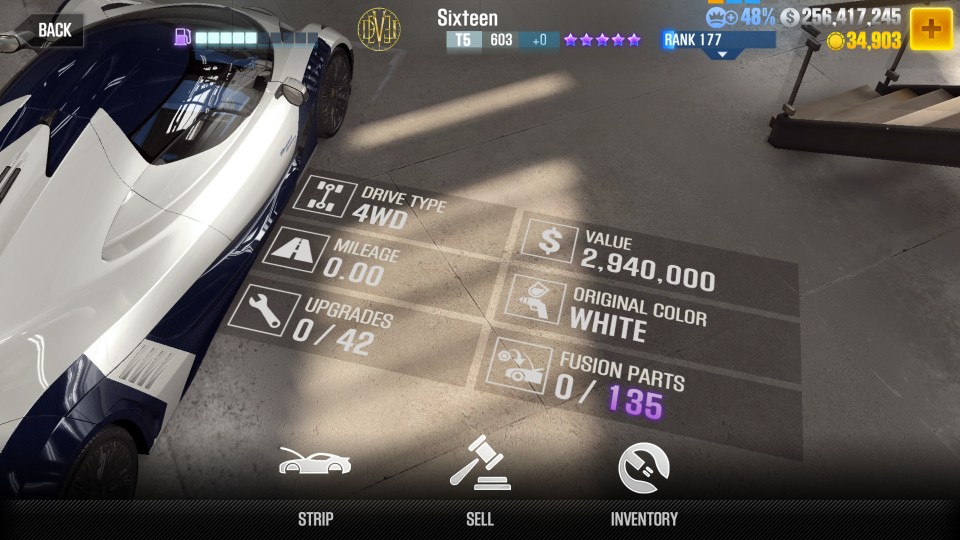 BACK
Sixteen
T5 603 +0
RANK 177
48% $ 256,417,245
34,903
DRIVE TYPE
4WD
MILEAGE
0.00
UPGRADES
0 / 42
$ VALUE
2,940,000
ORIGINAL COLOR
WHITE
FUSION PARTS
0 / 135
STRIP
SELL
INVENTORY